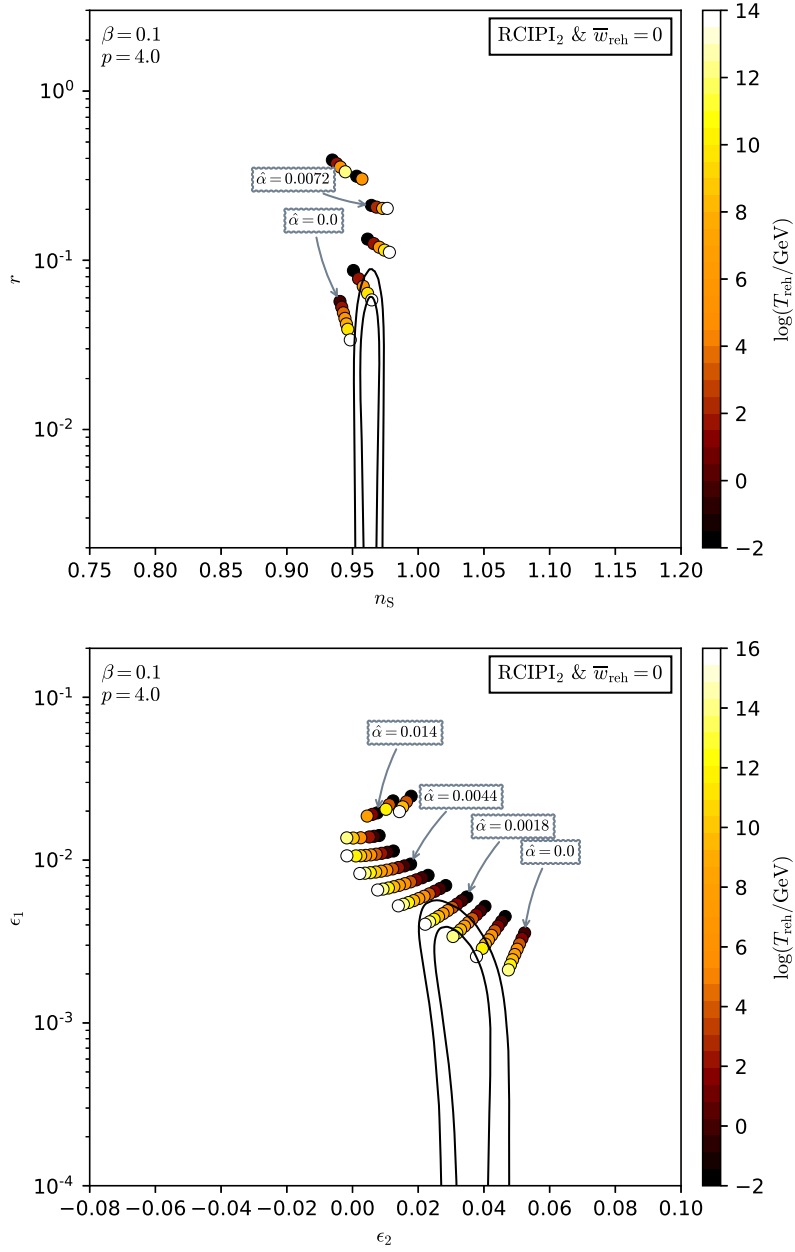 β = 0.1
p = 4.0
RCIPI₂ & w̅_reh = 0
α̂ = 0.0072
α̂ = 0.0
10⁰
10⁻¹
10⁻²
r
0.75 0.80 0.85 0.90 0.95 1.00 1.05 1.10 1.15 1.20
n_S
14
12
10
8
6
4
2
0
−2
log(T_reh/GeV)
β = 0.1
p = 4.0
RCIPI₂ & w̅_reh = 0
α̂ = 0.014
α̂ = 0.0044
α̂ = 0.0018
α̂ = 0.0
10⁻¹
10⁻²
10⁻³
10⁻⁴
ϵ₁
−0.08 −0.06 −0.04 −0.02 0.00 0.02 0.04 0.06 0.08 0.10
ϵ₂
16
14
12
10
8
6
4
2
0
−2
log(T_reh/GeV)